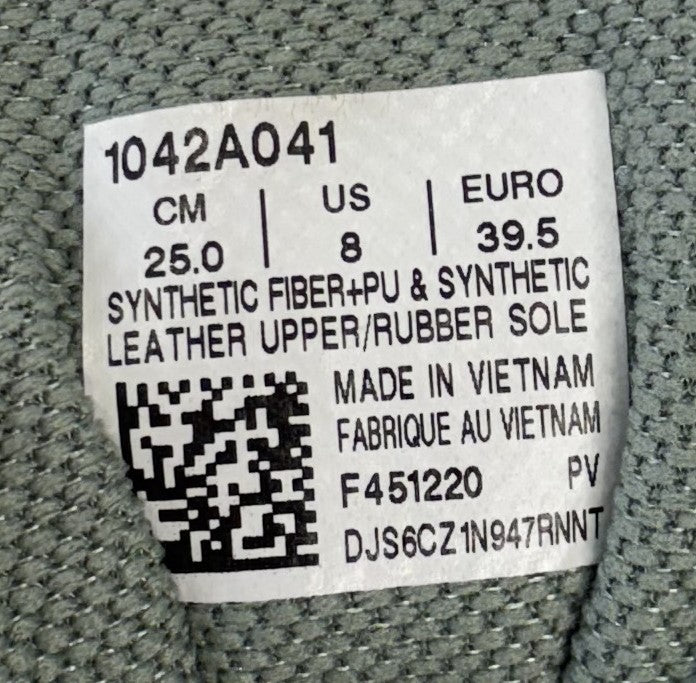 1042A041
CM | US | EURO
25.0 | 8 | 39.5
SYNTHETIC FIBER+PU & SYNTHETIC
LEATHER UPPER/RUBBER SOLE
MADE IN VIETNAM
FABRIQUE AU VIETNAM
F451220 PV
DJS6CZ1N947RNNT